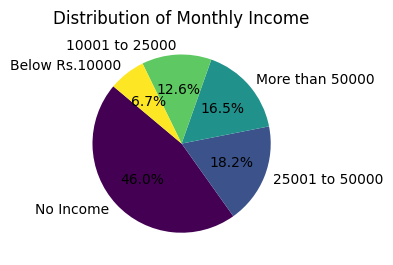 Distribution of Monthly Income
10001 to 25000
Below Rs.10000
More than 50000
12.6%
6.7%
16.5%
18.2%
46.0%
25001 to 50000
No Income